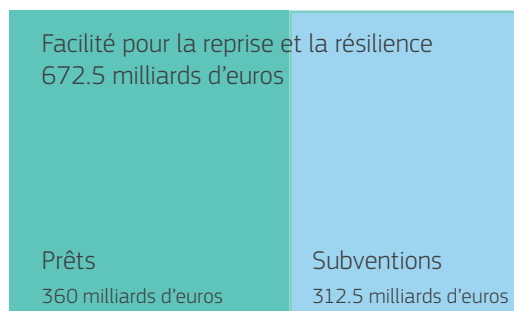 Facilité pour la reprise et la résilience
672.5 milliards d’euros
Prêts
360 milliards d’euros
Subventions
312.5 milliards d’euros